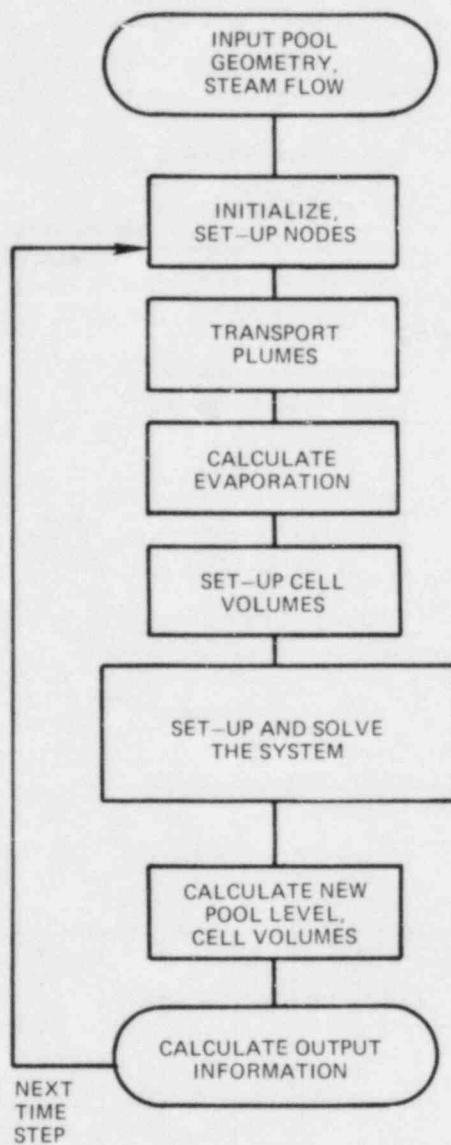 INPUT POOL
GEOMETRY,
STEAM FLOW
INITIALIZE,
SET-UP NODES
TRANSPORT
PLUMES
CALCULATE
EVAPORATION
SET-UP CELL
VOLUMES
SET-UP AND SOLVE
THE SYSTEM
CALCULATE NEW
POOL LEVEL,
CELL VOLUMES
CALCULATE OUTPUT
INFORMATION
NEXT
TIME
STEP